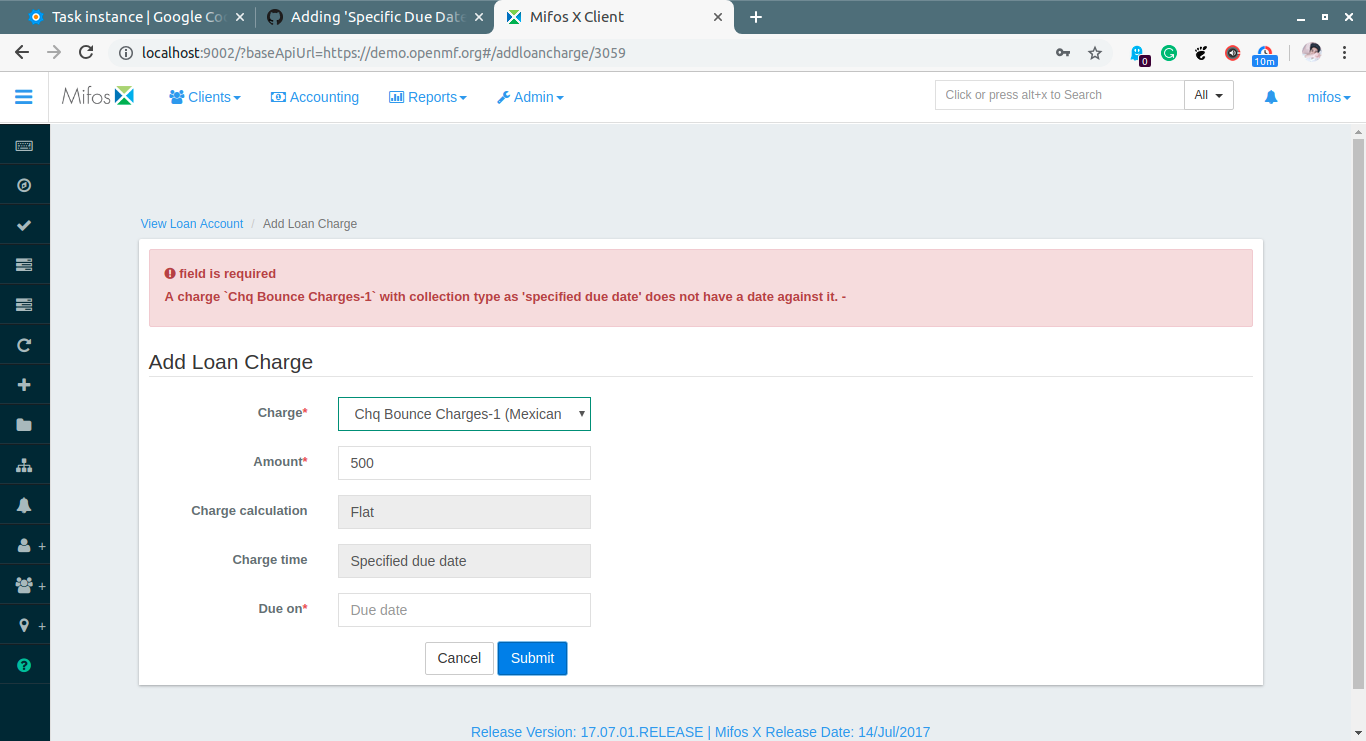 Task instance | Google Co
Adding 'Specific Due Date
Mifos X Client
localhost:9002/?baseApiUrl=https://demo.openmf.org#/addloancharge/3059
0
10m
Mifos
Clients
Accounting
Reports
Admin
Click or press alt+x to Search
All
mifos
View Loan Account / Add Loan Charge
field is required
A charge `Chq Bounce Charges-1` with collection type as 'specified due date' does not have a date against it. -
Add Loan Charge
Charge*
Chq Bounce Charges-1 (Mexican
Amount*
500
Charge calculation
Flat
Charge time
Specified due date
Due on*
Due date
Cancel
Submit
Release Version: 17.07.01.RELEASE | Mifos X Release Date: 14/Jul/2017